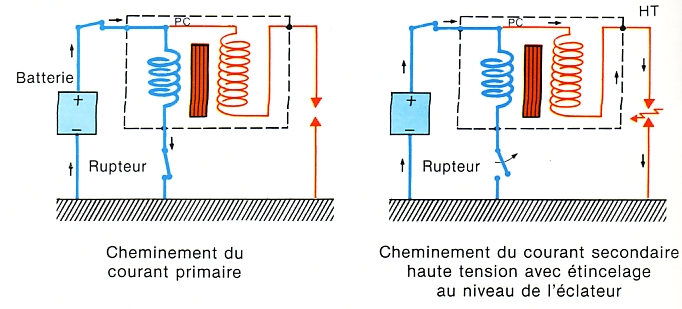 PC
Batterie
+
−
Rupteur
Cheminement du
courant primaire
HT
PC
Batterie
+
−
Rupteur
Cheminement du courant secondaire
haute tension avec étincelage
au niveau de l'éclateur